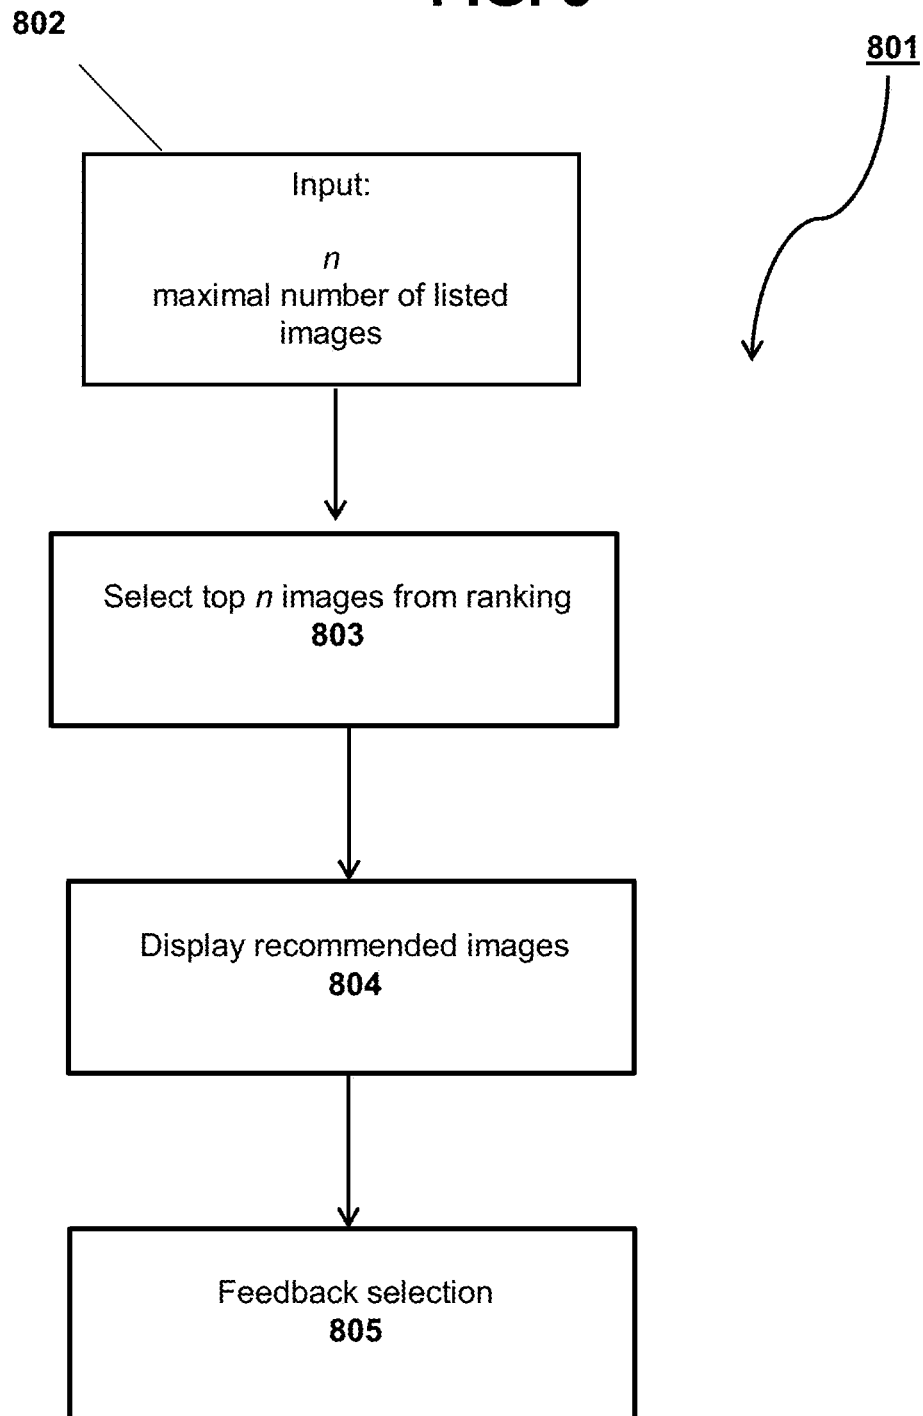 802
801
Input:
n
maximal number of listed
images
Select top n images from ranking
803
Display recommended images
804
Feedback selection
805